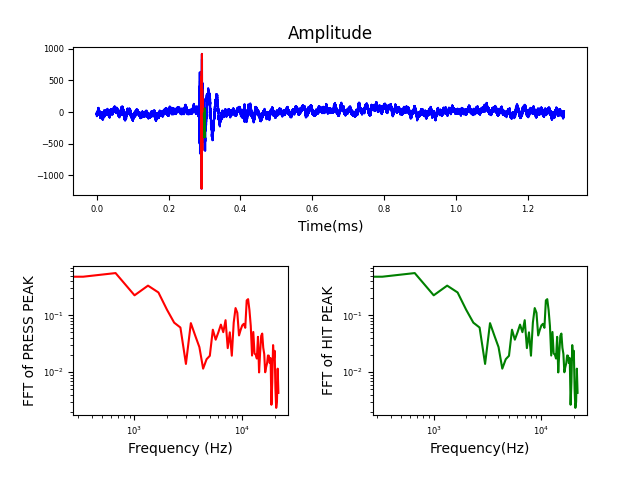 Amplitude
1000
500
0
−500
−1000
0.0 0.2 0.4 0.6 0.8 1.0 1.2
Time(ms)
FFT of PRESS PEAK
10⁻¹
10⁻²
10³ 10⁴
Frequency (Hz)
FFT of HIT PEAK
10⁻¹
10⁻²
10³ 10⁴
Frequency(Hz)